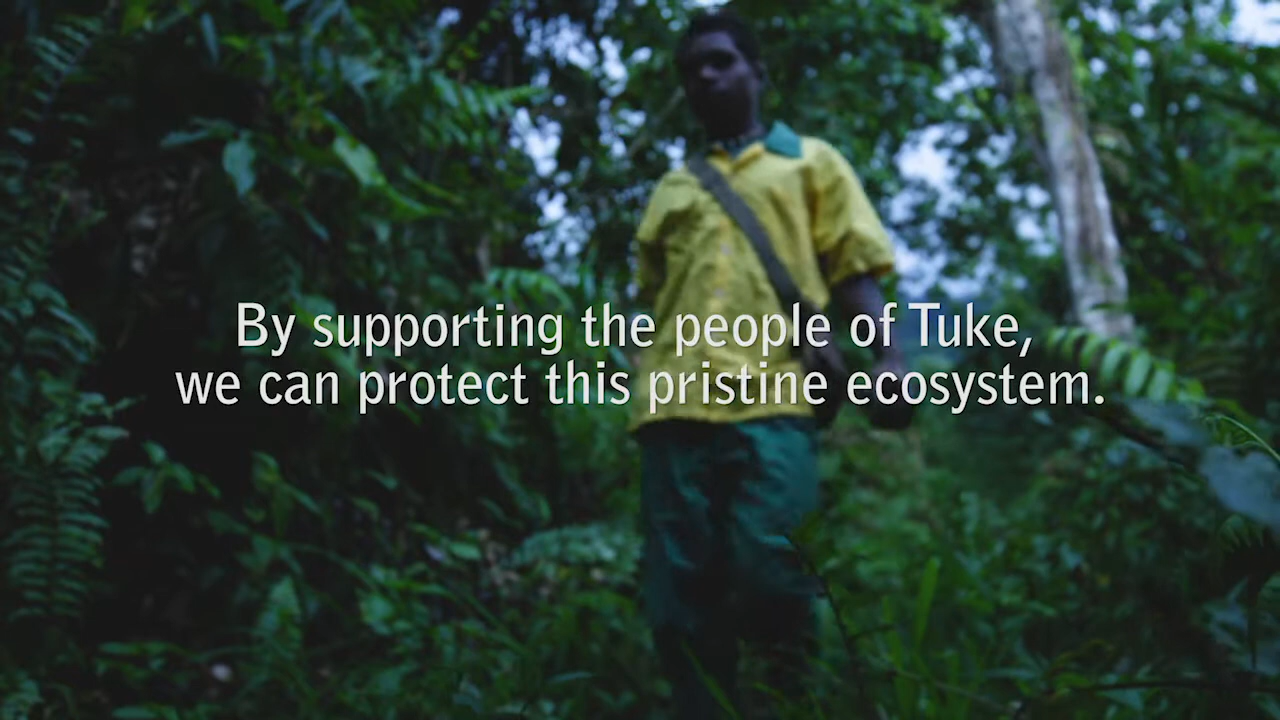 By supporting the people of Tuke,
we can protect this pristine ecosystem.